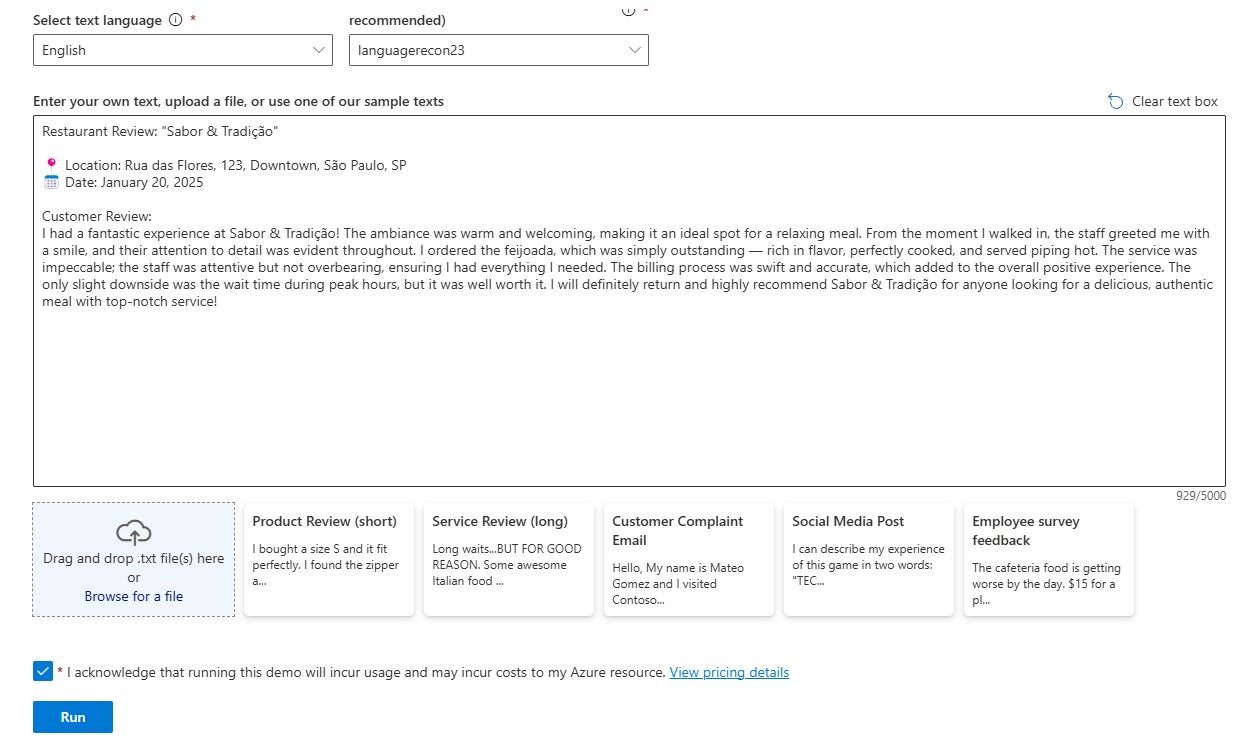 Select text language *
recommended)
*
English
languagerecon23
Enter your own text, upload a file, or use one of our sample texts
Clear text box
Restaurant Review: "Sabor & Tradição"
📍 Location: Rua das Flores, 123, Downtown, São Paulo, SP
📅 Date: January 20, 2025
Customer Review:
I had a fantastic experience at Sabor & Tradição! The ambiance was warm and welcoming, making it an ideal spot for a relaxing meal. From the moment I walked in, the staff greeted me with
a smile, and their attention to detail was evident throughout. I ordered the feijoada, which was simply outstanding — rich in flavor, perfectly cooked, and served piping hot. The service was
impeccable; the staff was attentive but not overbearing, ensuring I had everything I needed. The billing process was swift and accurate, which added to the overall positive experience. The
only slight downside was the wait time during peak hours, but it was well worth it. I will definitely return and highly recommend Sabor & Tradição for anyone looking for a delicious, authentic
meal with top-notch service!
929/5000
Drag and drop .txt file(s) here
or
Browse for a file
Product Review (short)
I bought a size S and it fit
perfectly. I found the zipper
a...
Service Review (long)
Long waits...BUT FOR GOOD
REASON. Some awesome
Italian food ...
Customer Complaint
Email
Hello, My name is Mateo
Gomez and I visited
Contoso...
Social Media Post
I can describe my experience
of this game in two words:
"TEC...
Employee survey
feedback
The cafeteria food is getting
worse by the day. $15 for a
pl...
* I acknowledge that running this demo will incur usage and may incur costs to my Azure resource. View pricing details
Run